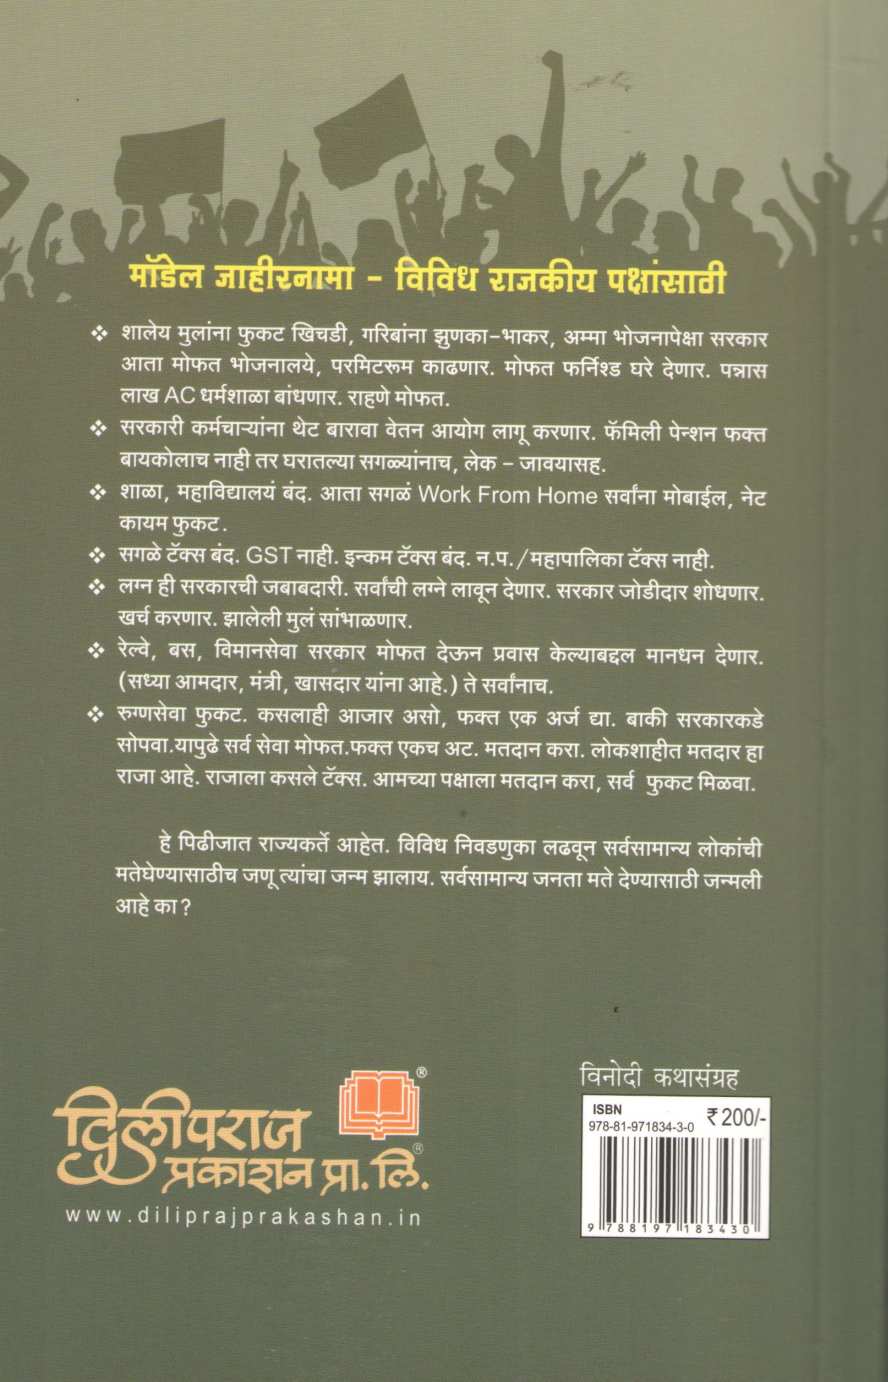 मॉडेल जाहीरनामा - विविध राजकीय पक्षांसाठी
❖ शालेय मुलांना फुकट खिचडी, गरिबांना झुणका-भाकर, अम्मा भोजनापेक्षा सरकार
आता मोफत भोजनालये, परमिटरूम काढणार. मोफत फर्निश्ड घरे देणार. पन्नास
लाख AC धर्मशाळा बांधणार. राहणे मोफत.
❖ सरकारी कर्मचाऱ्यांना थेट बारावा वेतन आयोग लागू करणार. फॅमिली पेन्शन फक्त
बायकोलाच नाही तर घरातल्या सगळ्यांनाच, लेक - जावयासह.
❖ शाळा, महाविद्यालयं बंद. आता सगळं Work From Home सर्वांना मोबाईल, नेट
कायम फुकट.
❖ सगळे टॅक्स बंद. GST नाही. इन्कम टॅक्स बंद. न.प./महापालिका टॅक्स नाही.
❖ लग्न ही सरकारची जबाबदारी. सर्वांची लग्ने लावून देणार. सरकार जोडीदार शोधणार.
खर्च करणार. झालेली मुलं सांभाळणार.
❖ रेल्वे, बस, विमानसेवा सरकार मोफत देऊन प्रवास केल्याबद्दल मानधन देणार.
(सध्या आमदार, मंत्री, खासदार यांना आहे.) ते सर्वांनाच.
❖ रुग्णसेवा फुकट. कसलाही आजार असो, फक्त एक अर्ज द्या. बाकी सरकारकडे
सोपवा.यापुढे सर्व सेवा मोफत.फक्त एकच अट. मतदान करा. लोकशाहीत मतदार हा
राजा आहे. राजाला कसले टॅक्स. आमच्या पक्षाला मतदान करा, सर्व फुकट मिळवा.
हे पिढीजात राज्यकर्ते आहेत. विविध निवडणुका लढवून सर्वसामान्य लोकांची
मतेघेण्यासाठीच जणू त्यांचा जन्म झालाय. सर्वसामान्य जनता मते देण्यासाठी जन्मली
आहे का?
विनोदी कथासंग्रह
ISBN
978-81-971834-3-0
₹ 200/-
9 788197 183430
दिलीपराज ®
प्रकाशन प्रा. लि. ®
www.diliprajprakashan.in